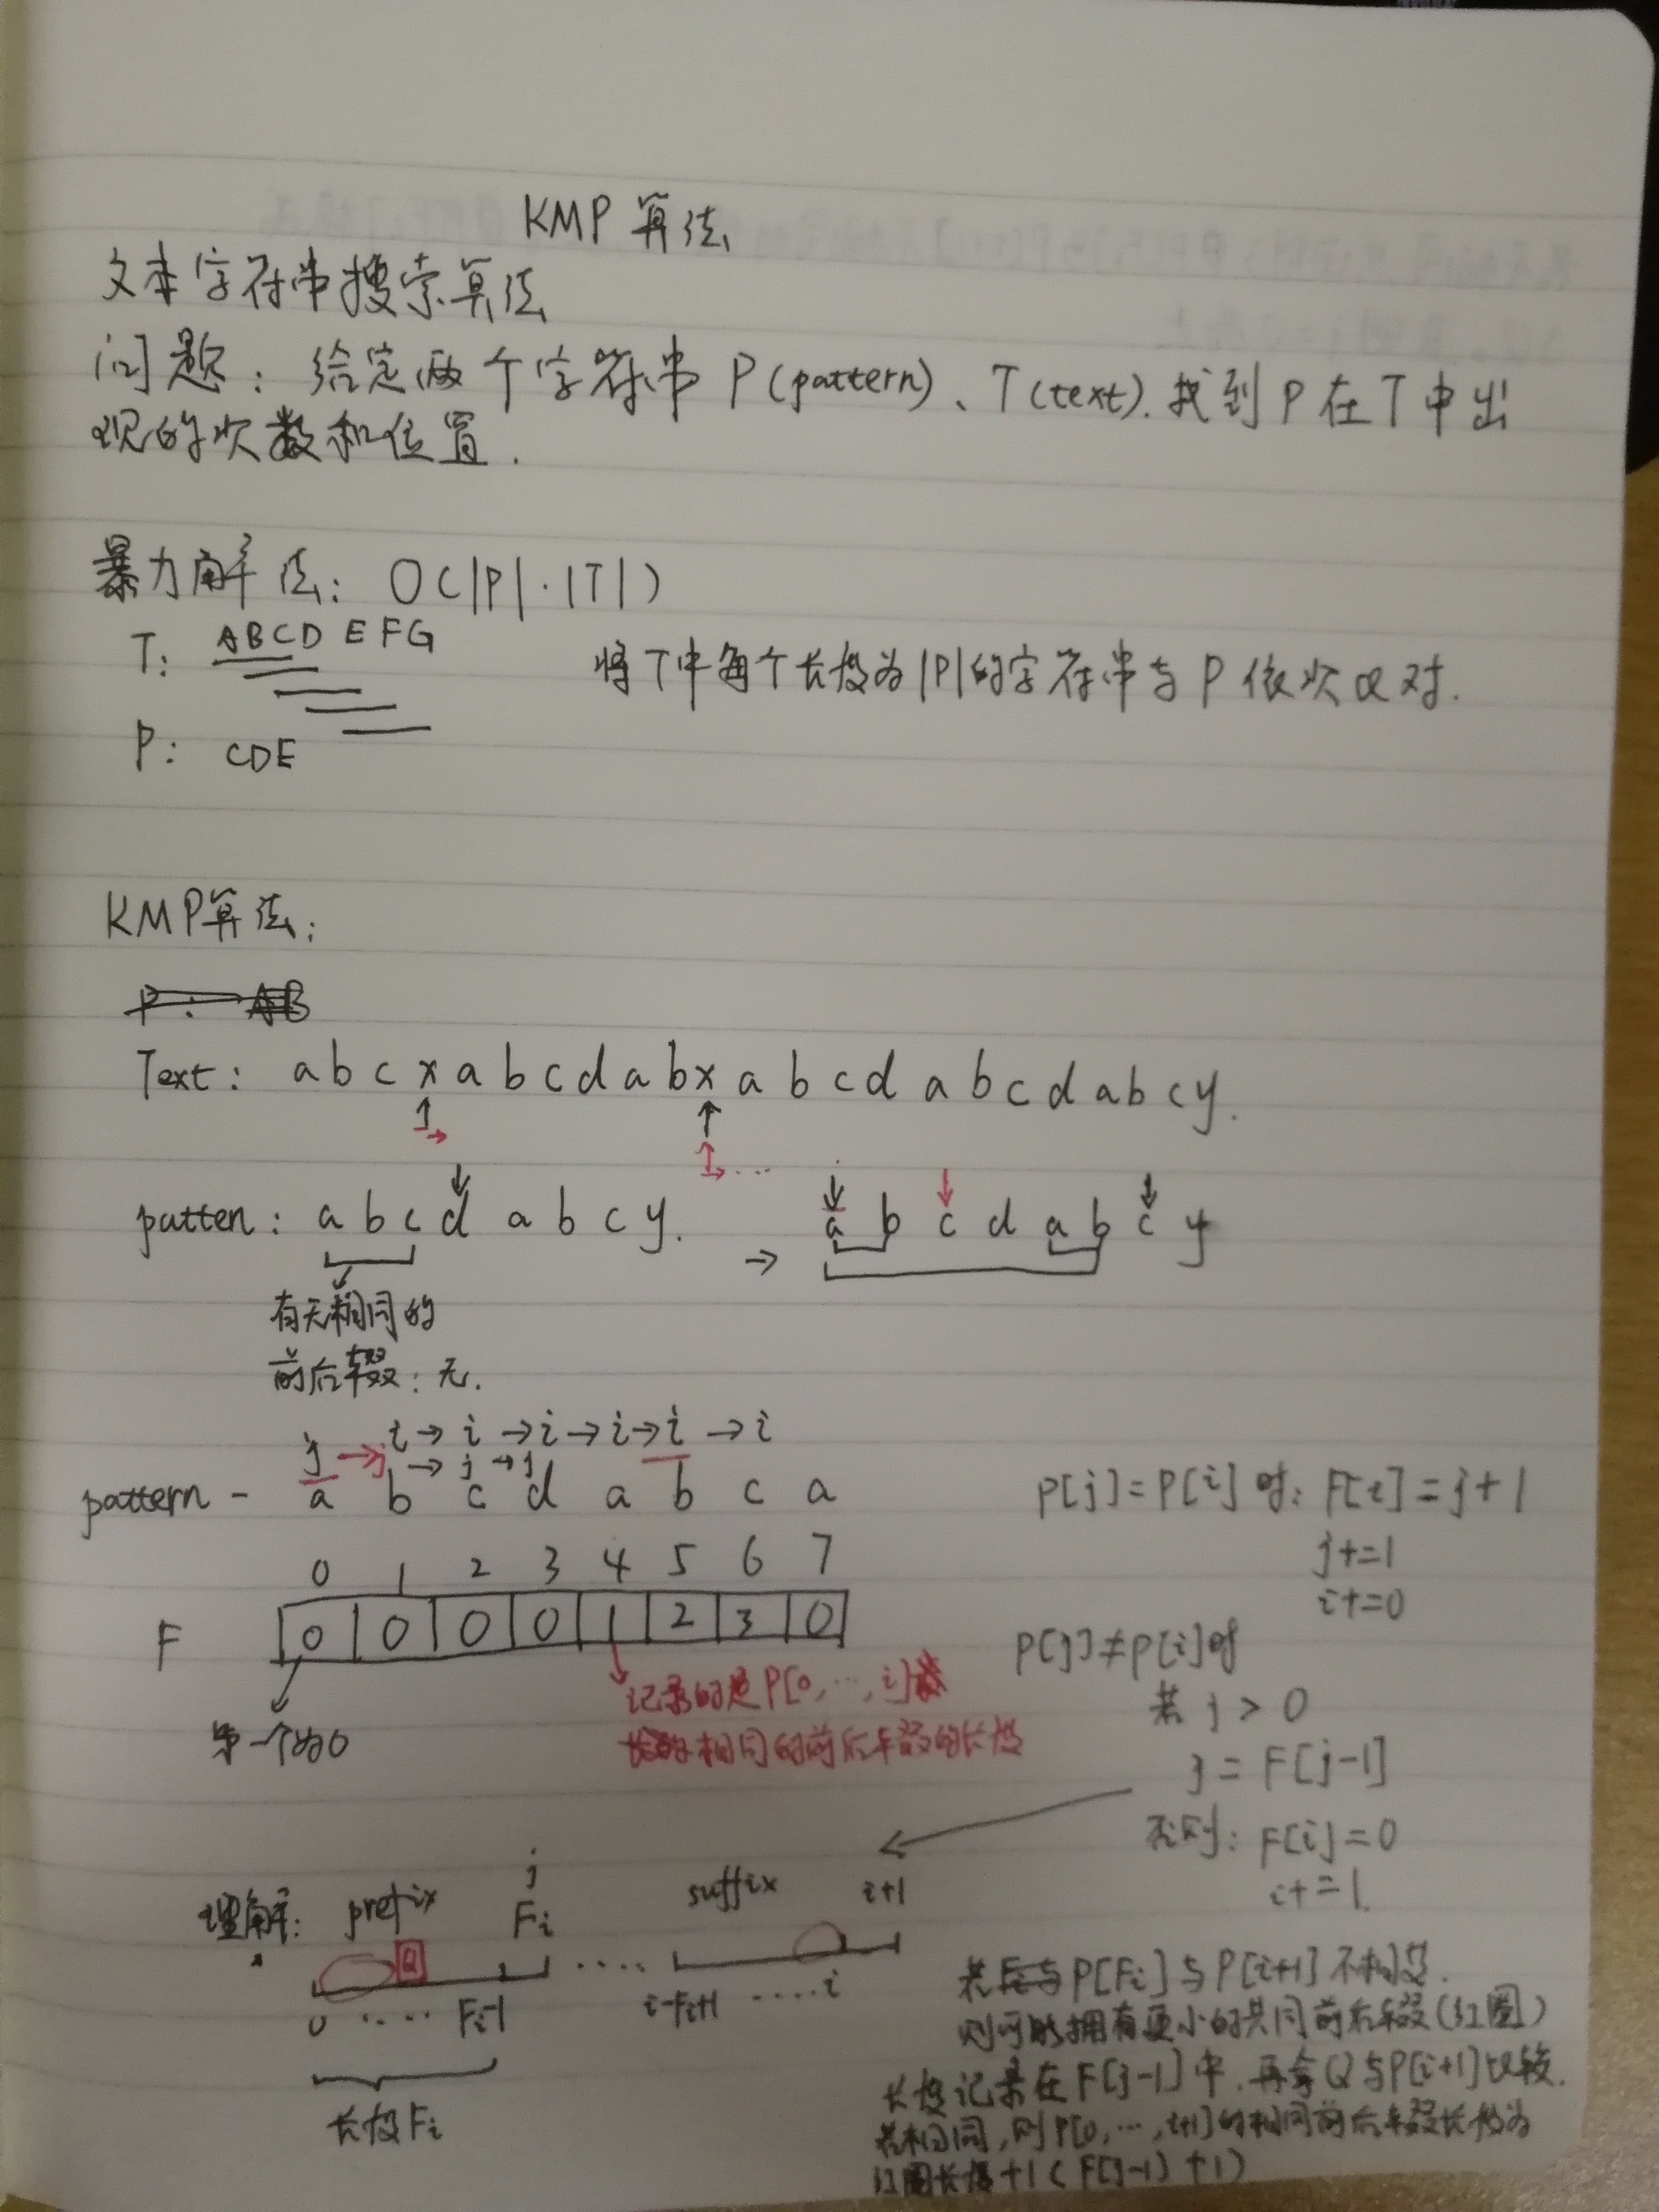 KMP 算法
文本字符串搜索算法
问题：给定两个字符串 P(pattern)、T(text). 找到 P 在 T 中出
现的次数和位置.
暴力解法: O(|P|·|T|)
T: ABCD EFG
将T中每个长度为|P|的字符串与 P 依次比对.
P: CDE
KMP算法:
P: AB
Text: a b c x a b c d a b x a b c d a b c d a b c y.
patten: a b c d a b c y. → a b c d a b c y
有无相同的
前后缀: 无.
j → i → i → i → i → i → i
j → j → j
pattern - a b c d a b c a
0 1 2 3 4 5 6 7
F 0 0 0 0 1 2 3 0
第一个为0
记录的是P[0,…,i]最
长的相同的前后缀的长度
P[j]=P[i] 时: F[i]=j+1
j+=1
i+=0
P[j]≠P[i]时
若 j > 0
j = F[j-1]
否则: F[i]=0
i+=1.
理解: prefix j Fi suffix i+1
Q
0 ····· Fi-1 ····· i-Fi+1 ·····i
长度Fi
若Fi与 P[Fi]与P[i+1]不相等.
则可能拥有更小的共同前后缀(红圈)
长度记录在F[j-1]中. 再拿Q与P[i+1]比较.
若相同, 则P[0,…,i+1]的相同前后缀长度为
红圈长度+1(F[j-1)+1)